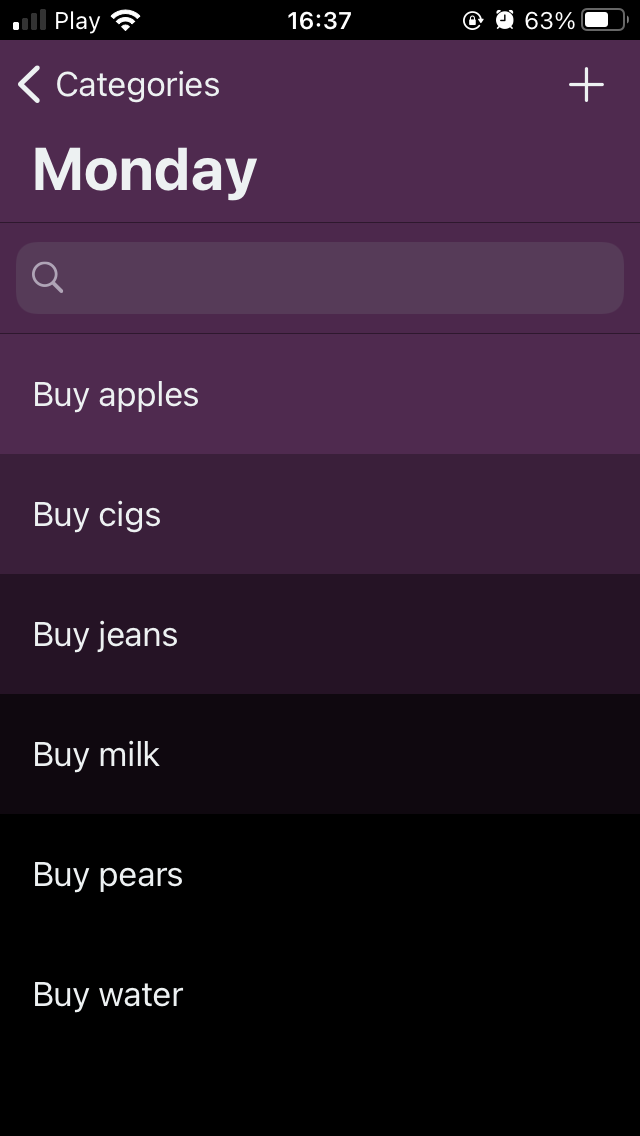 Play 16:37 63%
Categories
Monday
Buy apples
Buy cigs
Buy jeans
Buy milk
Buy pears
Buy water